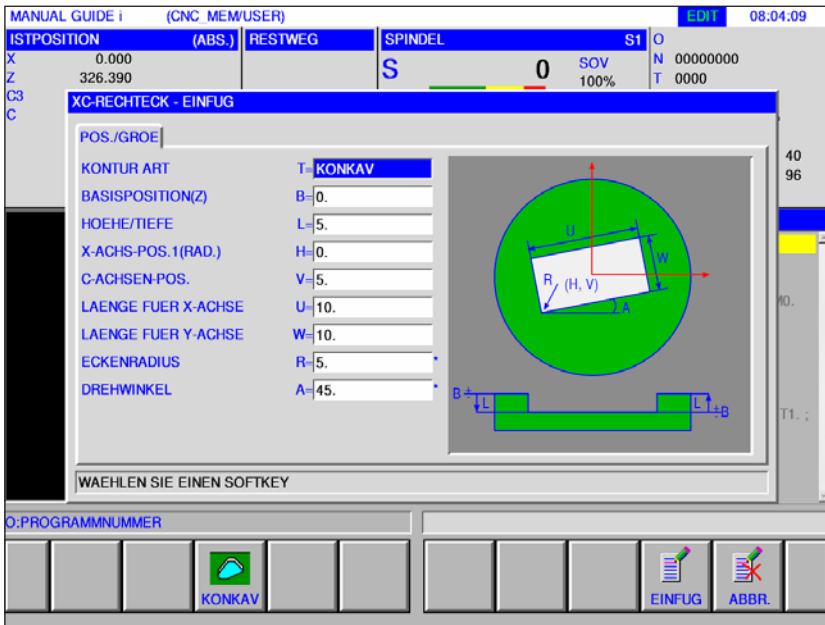 MANUAL GUIDE i (CNC_MEM/USER) EDIT 08:04:09
ISTPOSITION (ABS.) RESTWEG SPINDEL S1 O
X 0.000
Z 326.390
C3
C
S 0 SOV
100%
N 00000000
T 0000
XC-RECHTECK - EINFUG
POS./GROE
KONTUR ART T= KONKAV
BASISPOSITION(Z) B= 0.
HOEHE/TIEFE L= 5.
X-ACHS-POS.1(RAD.) H= 0.
C-ACHSEN-POS. V= 5.
LAENGE FUER X-ACHSE U= 10.
LAENGE FUER Y-ACHSE W= 10.
ECKENRADIUS R= 5. *
DREHWINKEL A= 45. *
U
W
R (H, V)
A
B L L B
40
96
M0.
T1. ;
WAEHLEN SIE EINEN SOFTKEY
O:PROGRAMMNUMMER
KONKAV EINFUG ABBR.